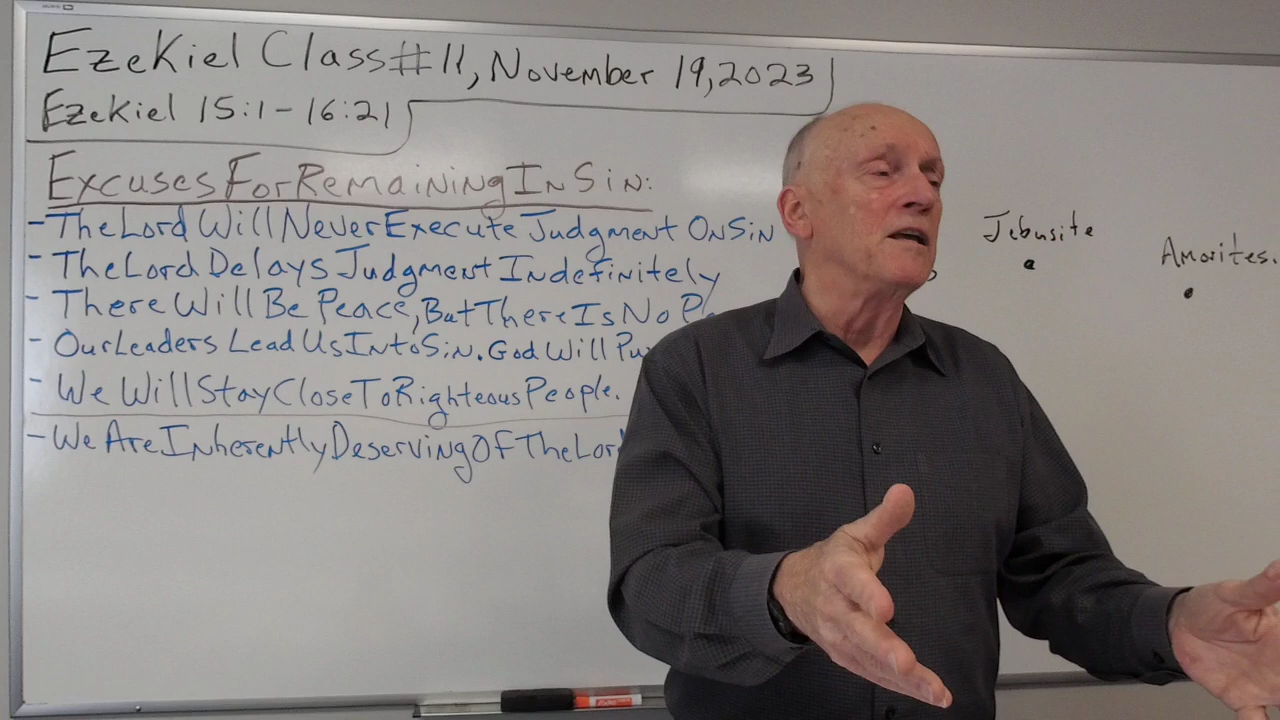 Ezekiel Class #11, November 19, 2023
Ezekiel 15:1-16:21
Excuses For Remaining In Sin:
- The Lord Will Never Execute Judgment On Sin
- The Lord Delays Judgment Indefinitely
- There Will Be Peace, But There Is No
- Our Leaders Lead Us Into Sin. God Will
- We Will Stay Close To Righteous People.
- We Are Inherently Deserving Of The
Jebusite
Amorites.